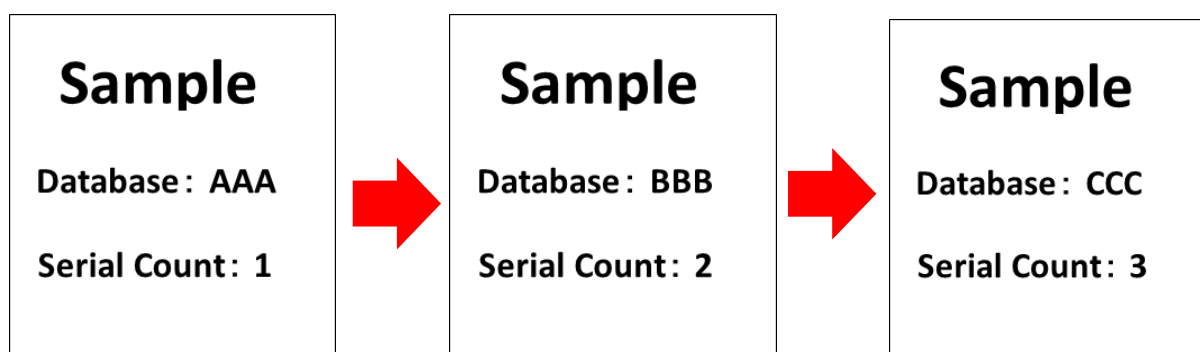 Sample
Database: AAA
Serial Count: 1
Sample
Database: BBB
Serial Count: 2
Sample
Database: CCC
Serial Count: 3